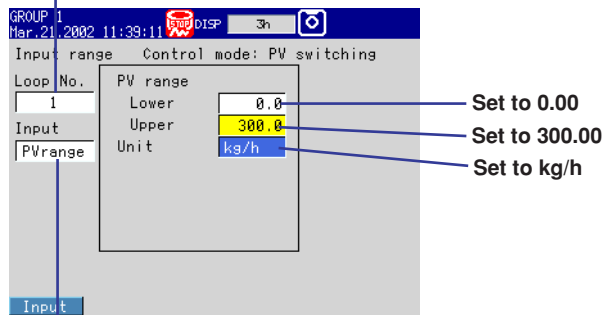 GROUP 1
Mar.21.2002 11:39:11 STOP DISP 3h
Input range Control mode: PV switching
Loop No.
1
Input
PVrange
PV range
Lower 0.0
Upper 300.0
Unit kg/h
Set to 0.00
Set to 300.00
Set to kg/h
Input